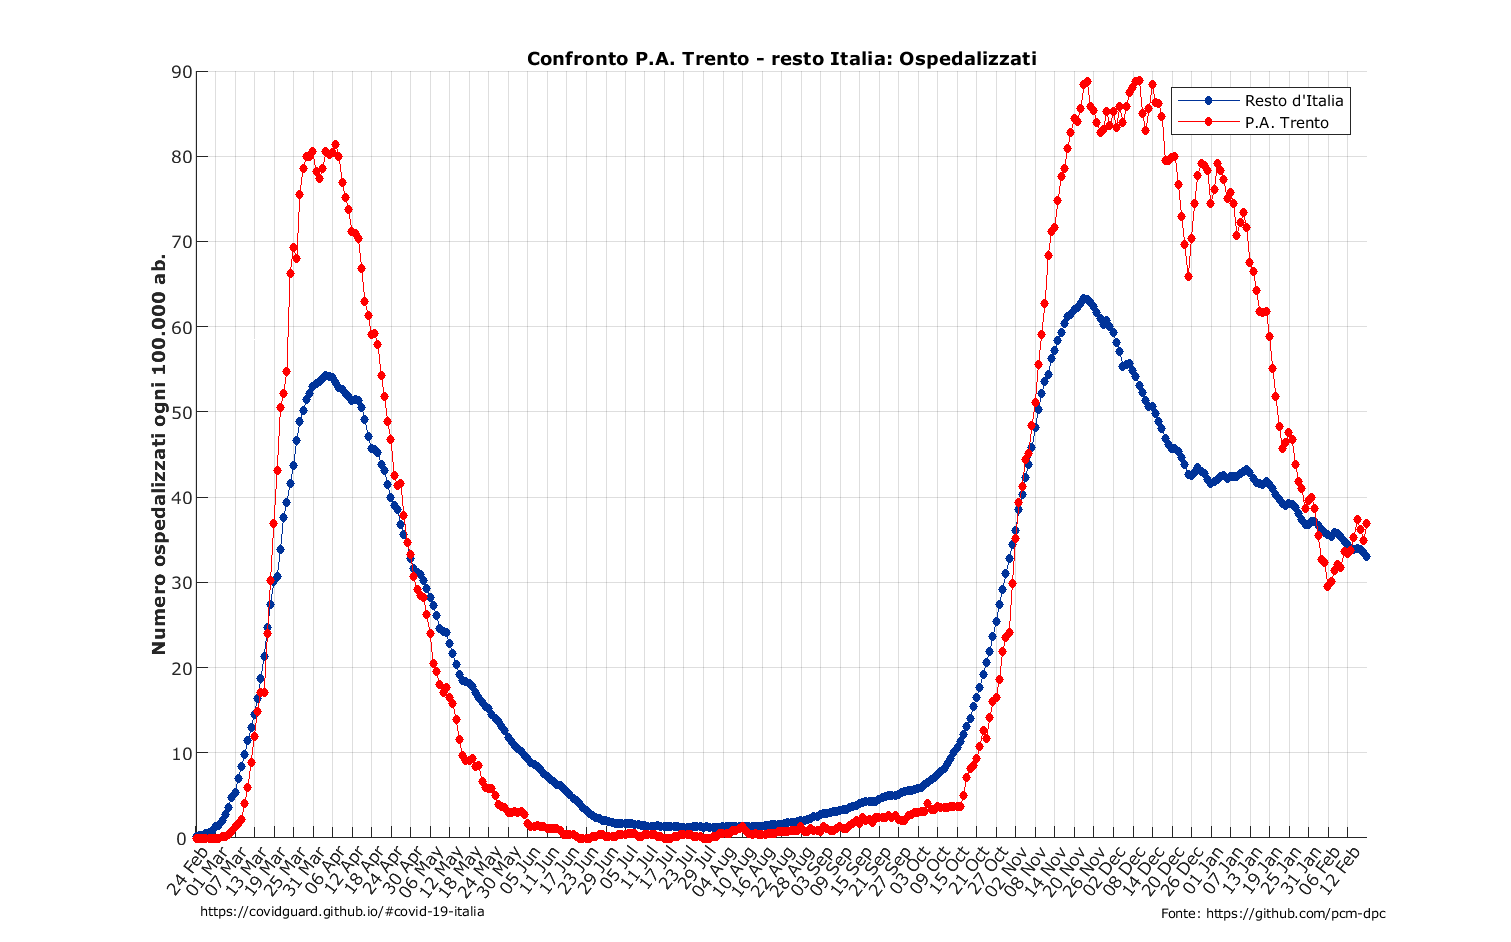 Confronto P.A. Trento - resto Italia: Ospedalizzati
Numero ospedalizzati ogni 100.000 ab.
90
80
70
60
50
40
30
20
10
0
Resto d'Italia
P.A. Trento
24 Feb
01 Mar
07 Mar
13 Mar
19 Mar
25 Mar
31 Mar
06 Apr
12 Apr
18 Apr
24 Apr
30 Apr
06 May
12 May
18 May
24 May
30 May
05 Jun
11 Jun
17 Jun
23 Jun
29 Jun
05 Jul
11 Jul
17 Jul
23 Jul
29 Jul
04 Aug
10 Aug
16 Aug
22 Aug
28 Aug
03 Sep
09 Sep
15 Sep
21 Sep
27 Sep
03 Oct
09 Oct
15 Oct
21 Oct
27 Oct
02 Nov
08 Nov
14 Nov
20 Nov
26 Nov
02 Dec
08 Dec
14 Dec
20 Dec
26 Dec
01 Jan
07 Jan
13 Jan
19 Jan
25 Jan
31 Jan
06 Feb
12 Feb
https://covidguard.github.io/#covid-19-italia
Fonte: https://github.com/pcm-dpc